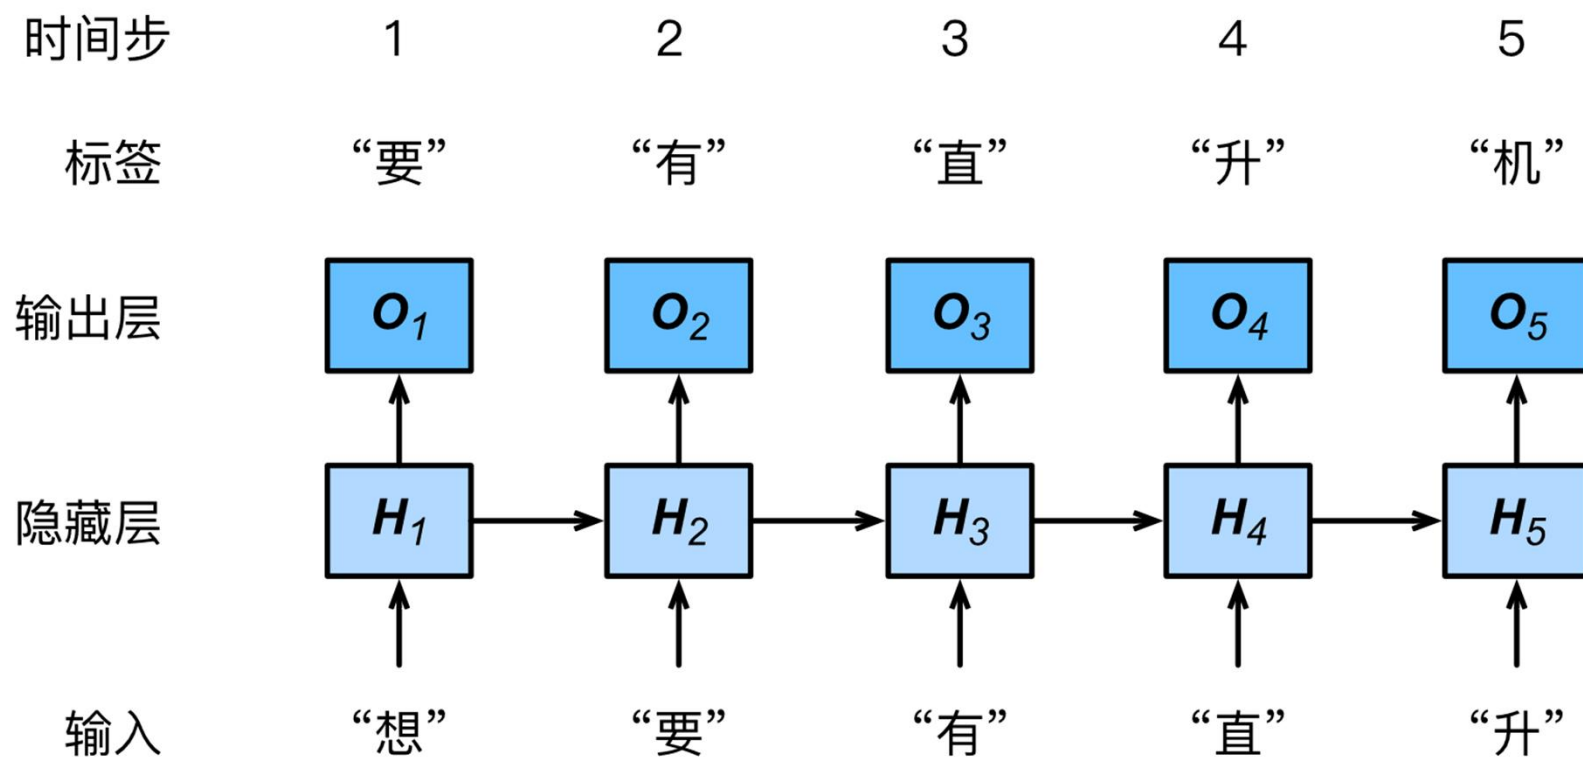 时间步 1 2 3 4 5
标签 “要” “有” “直” “升” “机”
输出层 O1 O2 O3 O4 O5
隐藏层 H1 H2 H3 H4 H5
输入 “想” “要” “有” “直” “升”